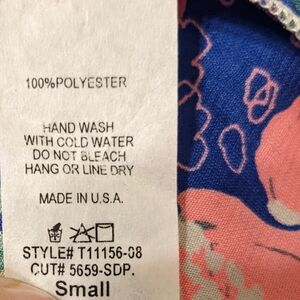 100%POLYESTER
HAND WASH
WITH COLD WATER
DO NOT BLEACH
HANG OR LINE DRY
MADE IN U.S.A.
STYLE# T11156-08
CUT# 5659-SDP.
Small